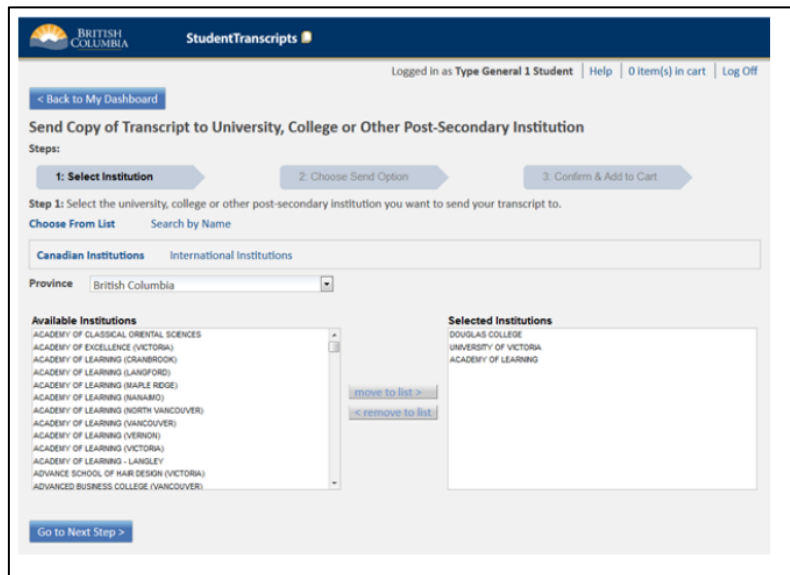 BRITISH
COLUMBIA
StudentTranscripts
Logged in as Type General 1 Student | Help | 0 item(s) in cart | Log Off
< Back to My Dashboard
Send Copy of Transcript to University, College or Other Post-Secondary Institution
Steps:
1: Select Institution 2: Choose Send Option 3: Confirm & Add to Cart
Step 1: Select the university, college or other post-secondary institution you want to send your transcript to.
Choose From List Search by Name
Canadian Institutions International Institutions
Province British Columbia
Available Institutions
ACADEMY OF CLASSICAL ORIENTAL SCIENCES
ACADEMY OF EXCELLENCE (VICTORIA)
ACADEMY OF LEARNING (CRANBROOK)
ACADEMY OF LEARNING (LANGFORD)
ACADEMY OF LEARNING (MAPLE RIDGE)
ACADEMY OF LEARNING (NANAIMO)
ACADEMY OF LEARNING (NORTH VANCOUVER)
ACADEMY OF LEARNING (VANCOUVER)
ACADEMY OF LEARNING (VERNON)
ACADEMY OF LEARNING (VICTORIA)
ACADEMY OF LEARNING - LANGLEY
ADVANCE SCHOOL OF HAIR DESIGN (VICTORIA)
ADVANCED BUSINESS COLLEGE (VANCOUVER)
move to list >
< remove to list
Selected Institutions
DOUGLAS COLLEGE
UNIVERSITY OF VICTORIA
ACADEMY OF LEARNING
Go to Next Step >